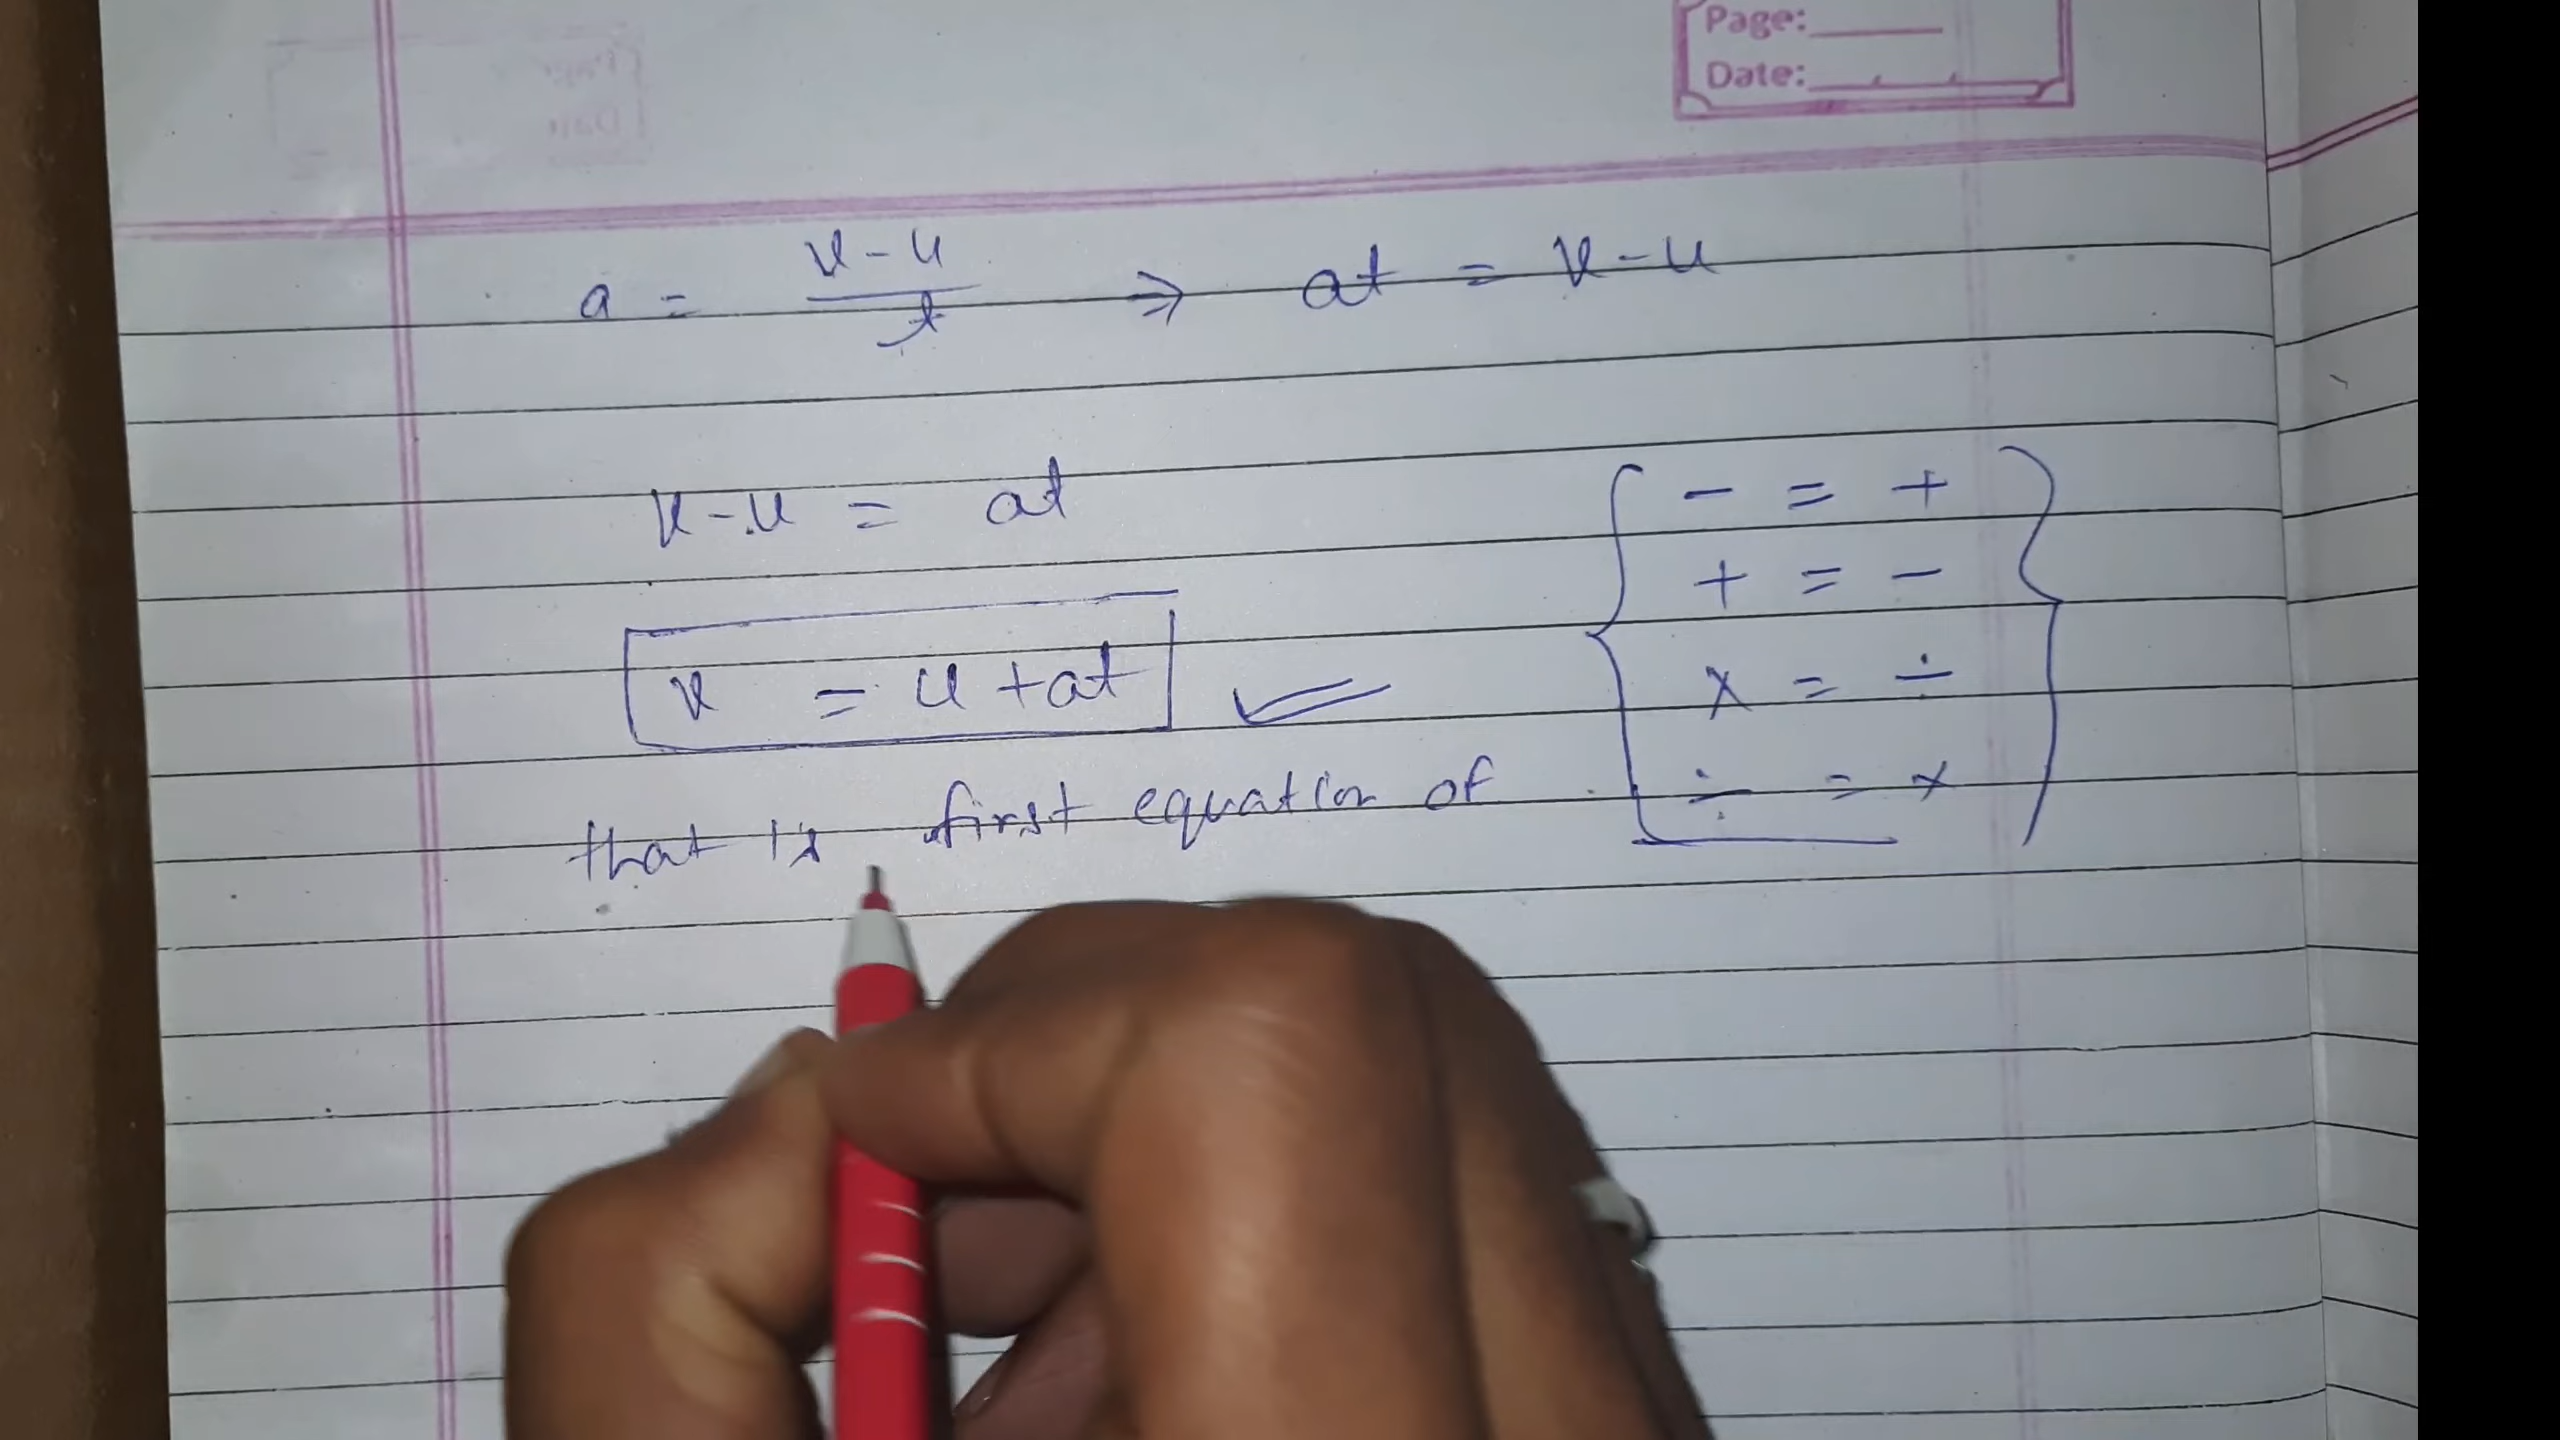 Page:
Date:
a = v-u/t ⇒ at = v-u
v-u = at
v = u+at
that is first equation of
- = +
+ = -
x = ÷
÷ = x